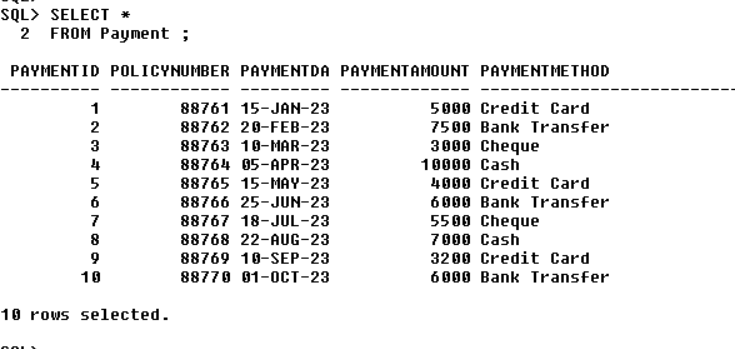 SQL> SELECT *
  2  FROM Payment ;

 PAYMENTID POLICYNUMBER PAYMENTDA PAYMENTAMOUNT PAYMENTMETHOD
---------- ------------ --------- ------------- ---------------------------
         1        88761 15-JAN-23          5000 Credit Card
         2        88762 20-FEB-23          7500 Bank Transfer
         3        88763 10-MAR-23          3000 Cheque
         4        88764 05-APR-23         10000 Cash
         5        88765 15-MAY-23          4000 Credit Card
         6        88766 25-JUN-23          6000 Bank Transfer
         7        88767 18-JUL-23          5500 Cheque
         8        88768 22-AUG-23          7000 Cash
         9        88769 10-SEP-23          3200 Credit Card
        10        88770 01-OCT-23          6000 Bank Transfer

10 rows selected.